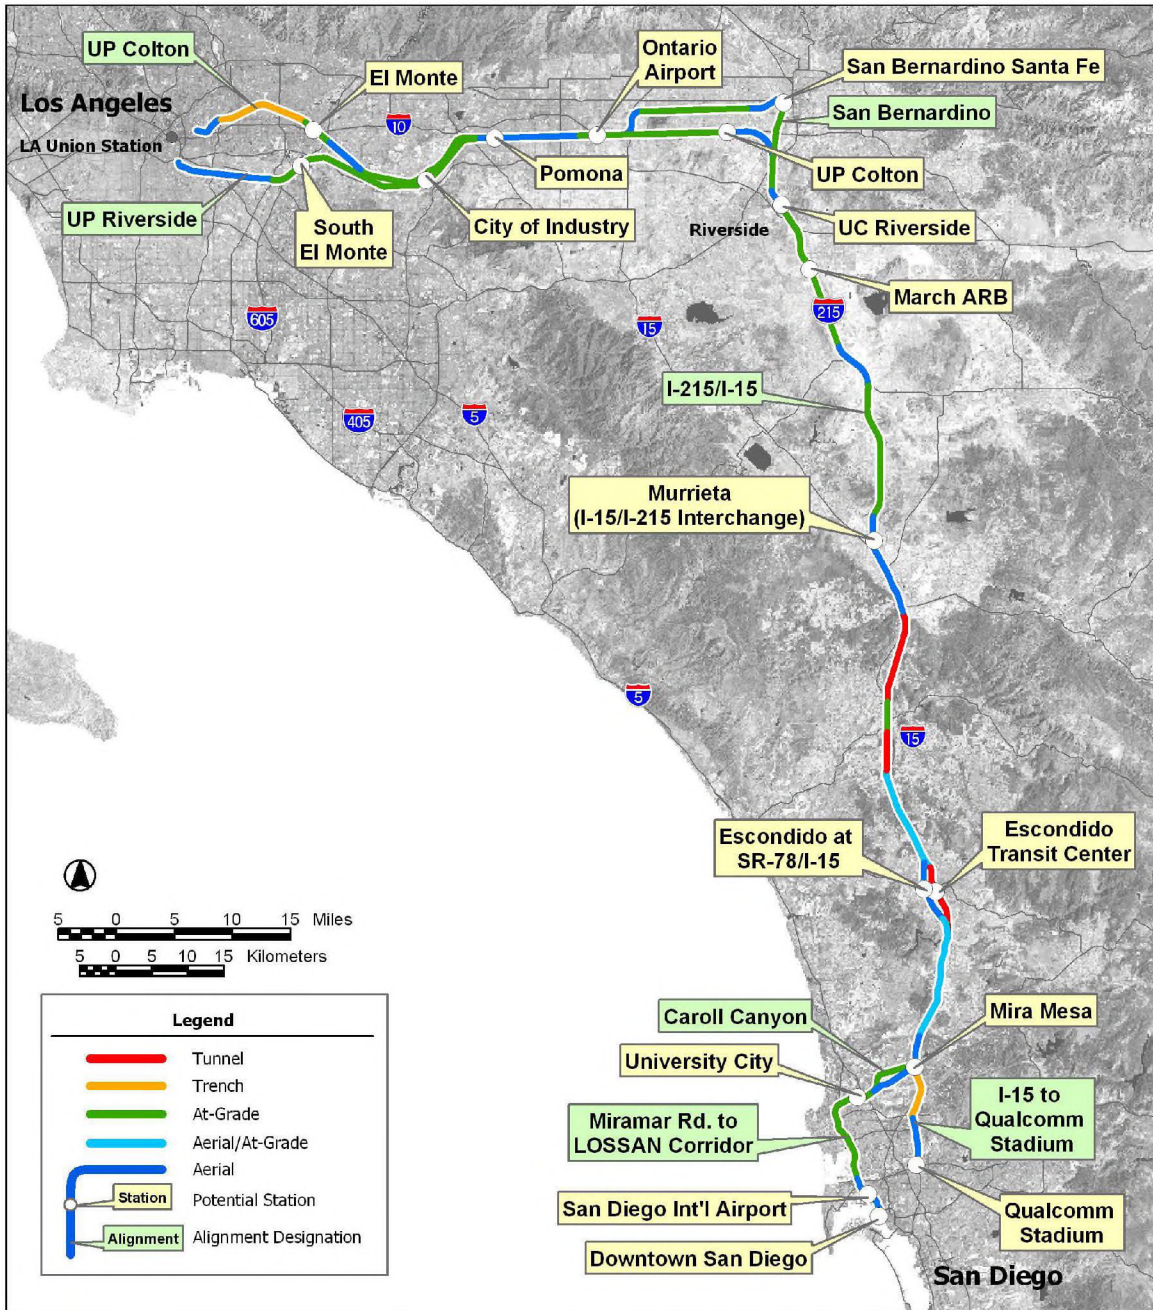 UP Colton
El Monte
Ontario
Airport
San Bernardino Santa Fe
Los Angeles
10
San Bernardino
LA Union Station
Pomona
UP Colton
UP Riverside
South
El Monte
City of Industry
Riverside
UC Riverside
March ARB
605
15
215
I-215/I-15
405
5
Murrieta
(I-15/I-215 Interchange)
5
15
Escondido at
SR-78/I-15
Escondido
Transit Center
5 0 5 10 15 Miles
5 0 5 10 15 Kilometers
Legend
Tunnel
Trench
At-Grade
Aerial/At-Grade
Aerial
Station
Potential Station
Alignment
Alignment Designation
Caroll Canyon
Mira Mesa
University City
Miramar Rd. to
LOSSAN Corridor
I-15 to
Qualcomm
Stadium
San Diego Int'l Airport
Qualcomm
Stadium
Downtown San Diego
San Diego